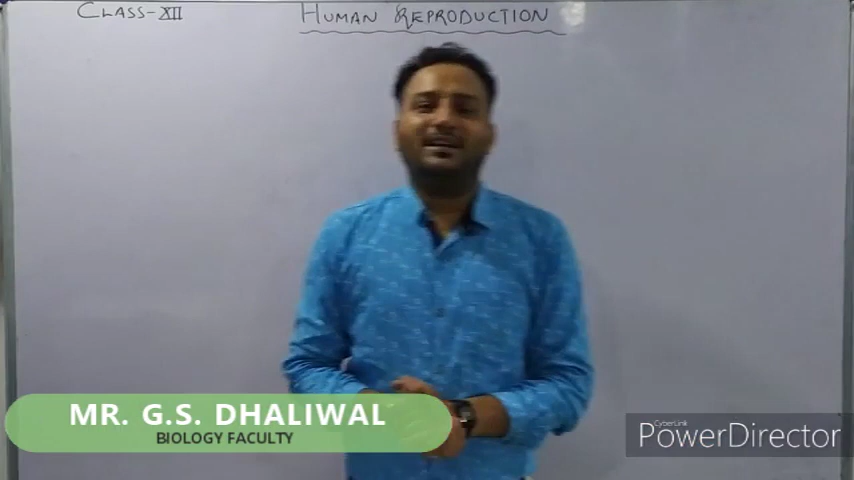 CLASS-XII
HUMAN REPRODUCTION
MR. G.S. DHALIWAL
BIOLOGY FACULTY
CyberLink
PowerDirector